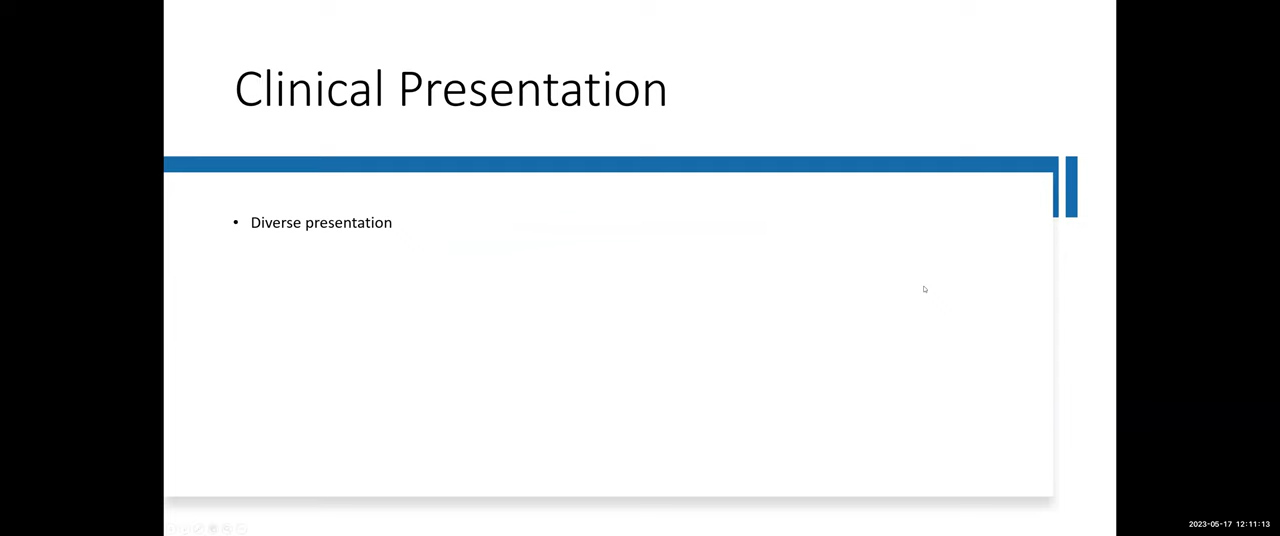 Clinical Presentation
• Diverse presentation
2023-05-17 12:11:13